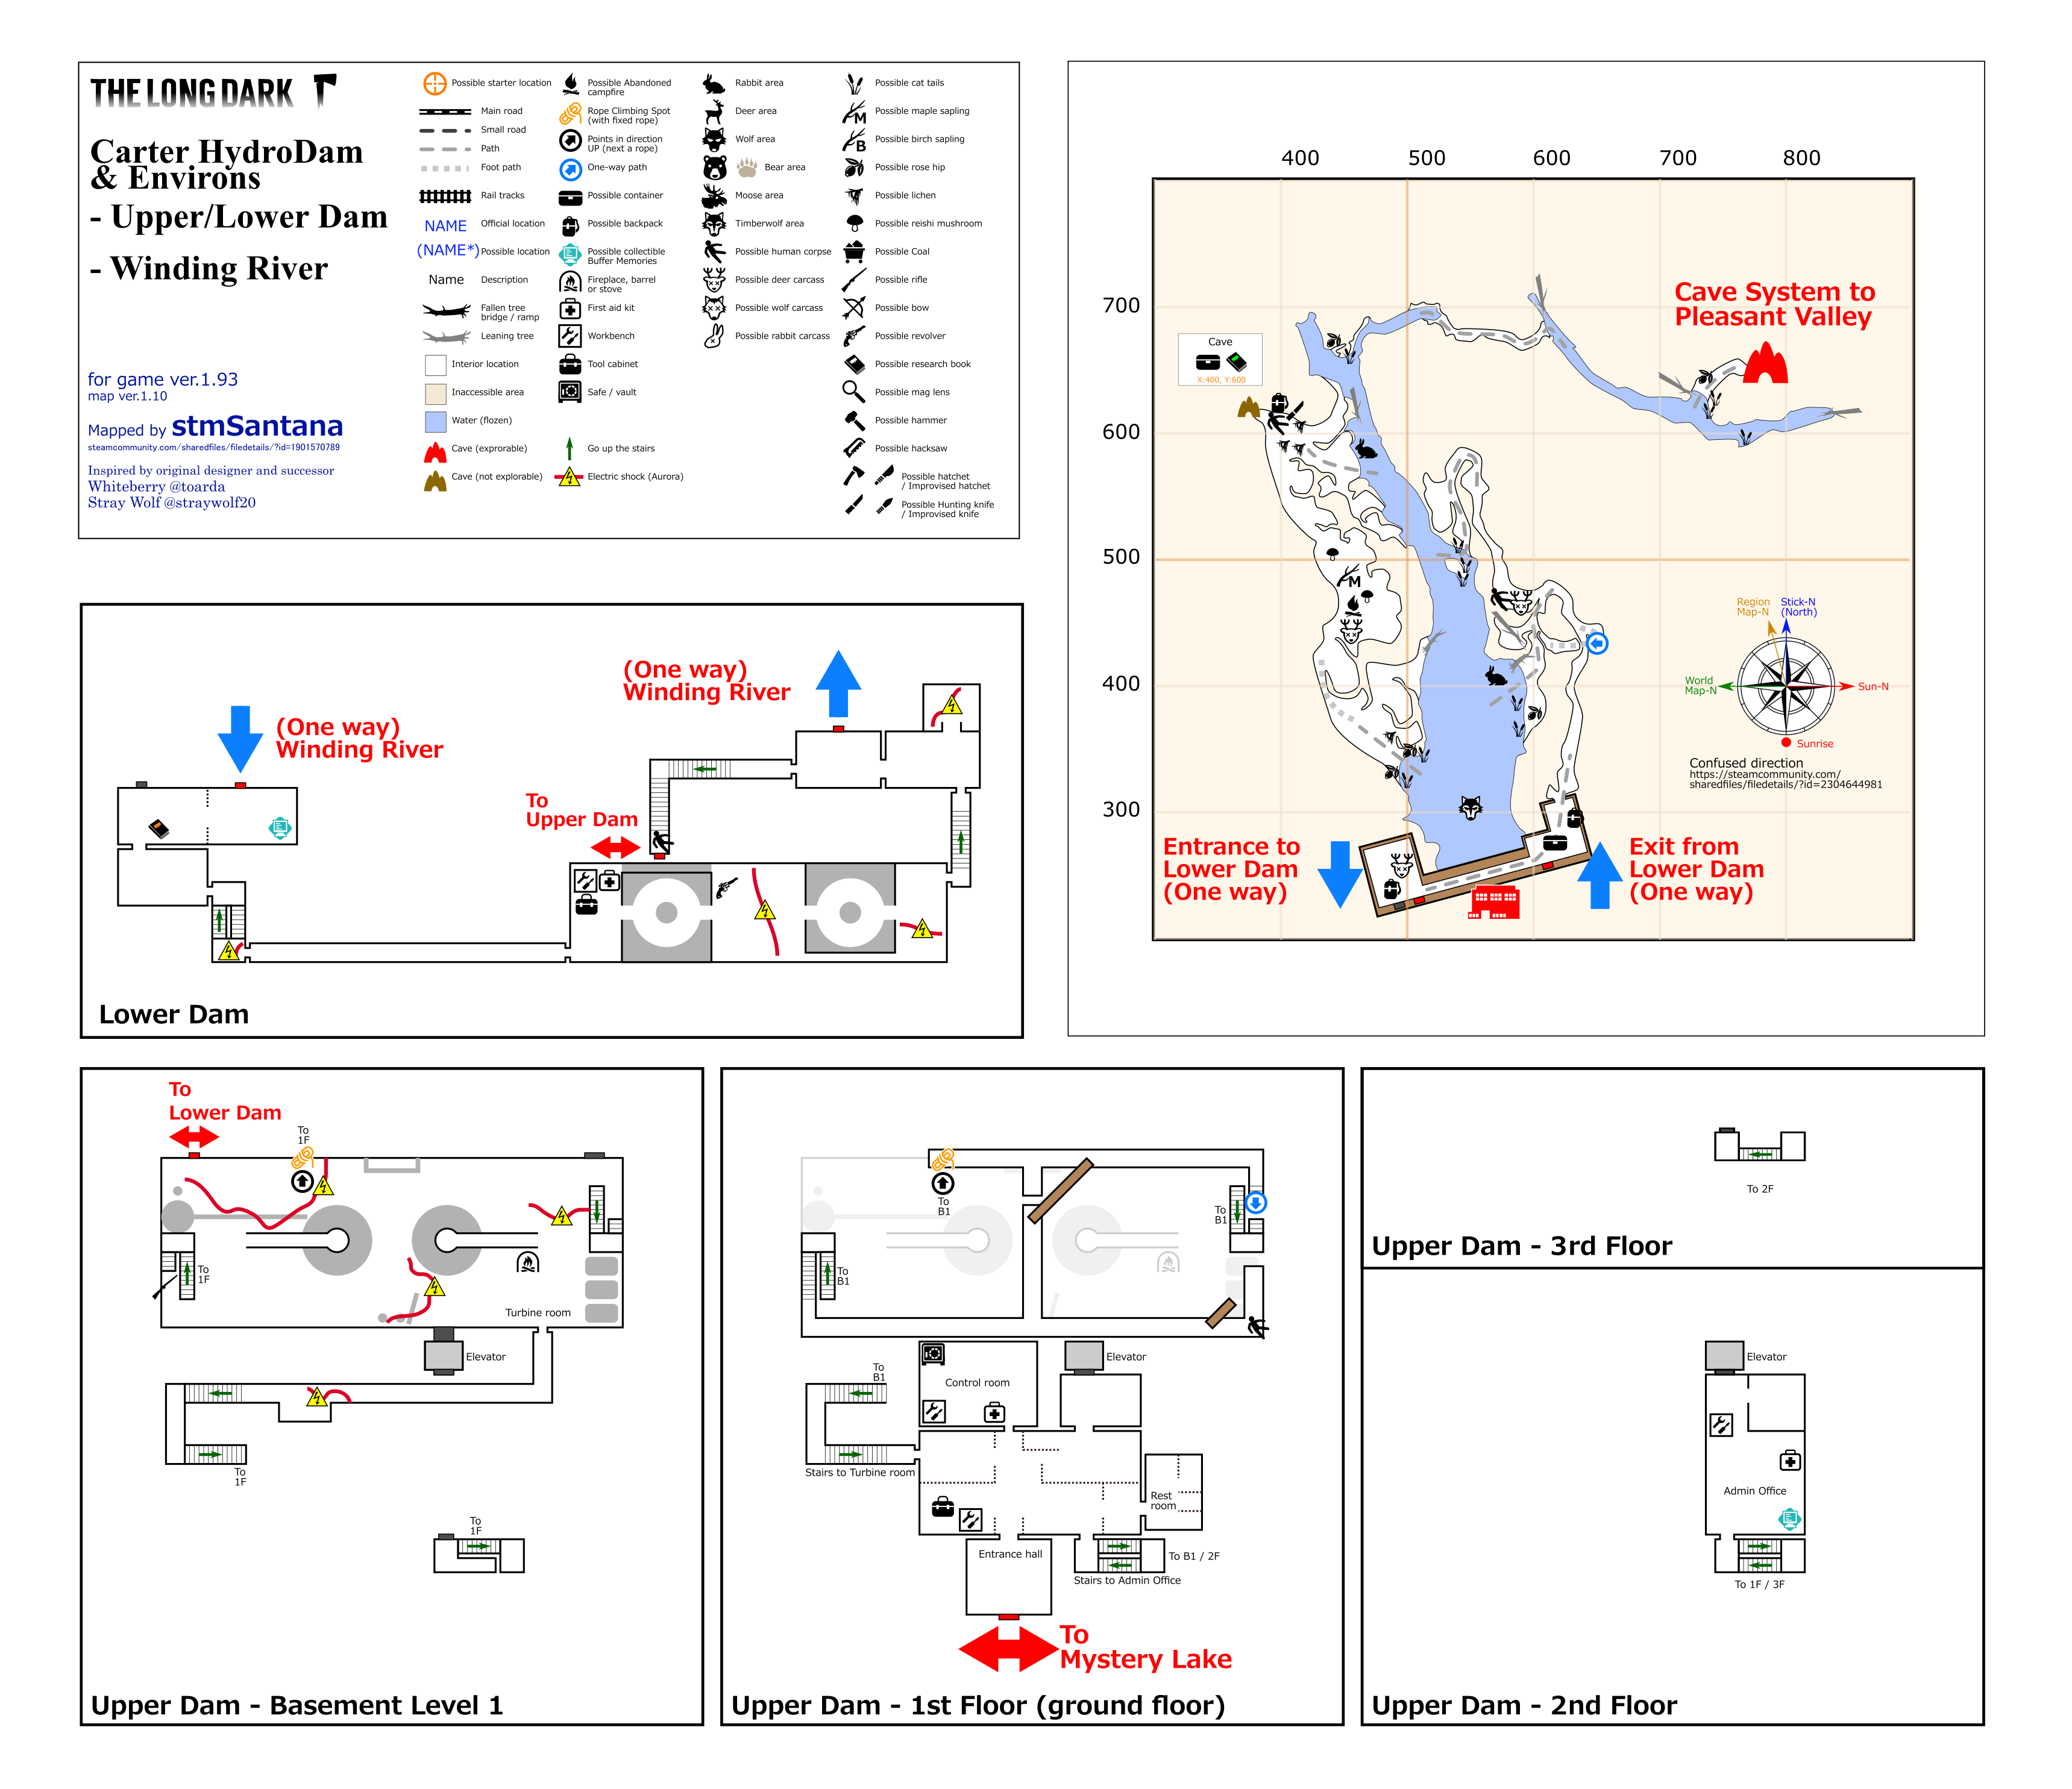 THE LONG DARK
Carter HydroDam
& Environs
- Upper/Lower Dam
- Winding River
for game ver.1.93
map ver.1.10
Mapped by stmSantana
steamcommunity.com/sharedfiles/filedetails/?id=1901570789
Inspired by original designer and successor
Whiteberry @toarda
Stray Wolf @straywolf20
Possible starter location
Main road
Small road
Path
Foot path
Rail tracks
NAME Official location
(NAME*) Possible location
Name Description
Fallen tree
bridge / ramp
Leaning tree
Interior location
Inaccessible area
Water (flozen)
Cave (exprorable)
Cave (not explorable)
Possible Abandoned
campfire
Rope Climbing Spot
(with fixed rope)
Points in direction
UP (next a rope)
One-way path
Possible container
Possible backpack
Possible collectible
Buffer Memories
Fireplace, barrel
or stove
First aid kit
Workbench
Tool cabinet
Safe / vault
Go up the stairs
Electric shock (Aurora)
Rabbit area
Deer area
Wolf area
Bear area
Moose area
Timberwolf area
Possible human corpse
Possible deer carcass
Possible wolf carcass
Possible rabbit carcass
Possible cat tails
M
Possible maple sapling
B
Possible birch sapling
Possible rose hip
Possible lichen
Possible reishi mushroom
Possible Coal
Possible rifle
Possible bow
Possible revolver
Possible research book
Possible mag lens
Possible hammer
Possible hacksaw
Possible hatchet
/ Improvised hatchet
Possible Hunting knife
/ Improvised knife
400 500 600 700 800
700
600
500
400
300
Cave System to
Pleasant Valley
Cave
X:400, Y:600
M
Region
Map-N
Stick-N
(North)
World
Map-N
Sun-N
Sunrise
Confused direction
https://steamcommunity.com/
sharedfiles/filedetails/?id=2304644981
Entrance to
Lower Dam
(One way)
Exit from
Lower Dam
(One way)
(One way)
Winding River
(One way)
Winding River
To
Upper Dam
Lower Dam
To
Lower Dam
To
1F
To
1F
Turbine room
Elevator
To
1F
To
1F
Upper Dam - Basement Level 1
To
B1
To
B1
To
B1
To
B1
Elevator
Control room
Stairs to Turbine room
Rest
room
Entrance hall
To B1 / 2F
Stairs to Admin Office
To
Mystery Lake
Upper Dam - 1st Floor (ground floor)
To 2F
Upper Dam - 3rd Floor
Elevator
Admin Office
To 1F / 3F
Upper Dam - 2nd Floor